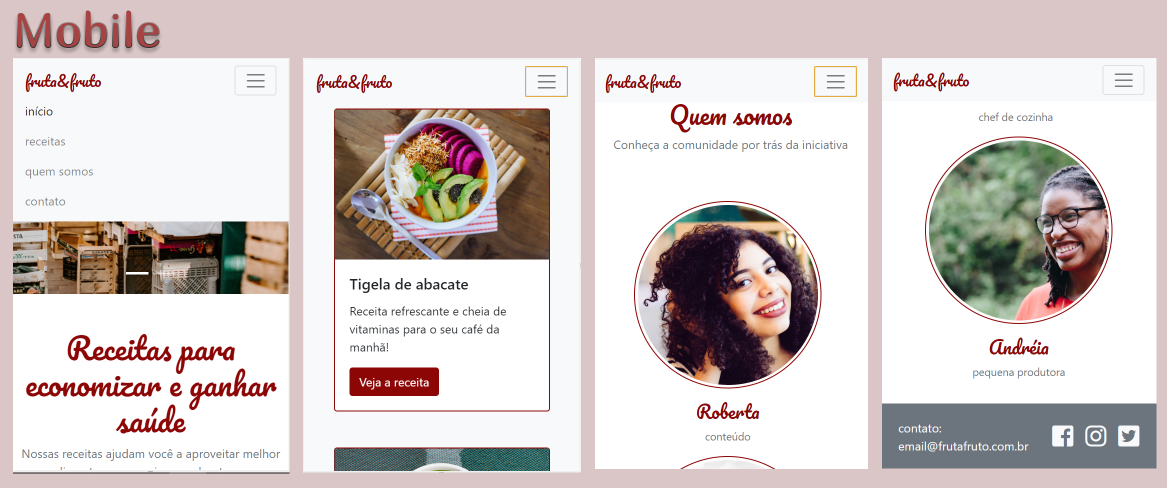 Mobile
fruta&fruto
início
receitas
quem somos
contato
Receitas para
economizar e ganhar
saúde
Nossas receitas ajudam você a aproveitar melhor
fruta&fruto
Tigela de abacate
Receita refrescante e cheia de
vitaminas para o seu café da
manhã!
Veja a receita
fruta&fruto
Quem somos
Conheça a comunidade por trás da iniciativa
Roberta
conteúdo
fruta&fruto
chef de cozinha
Andréia
pequena produtora
contato:
email@frutafruto.com.br